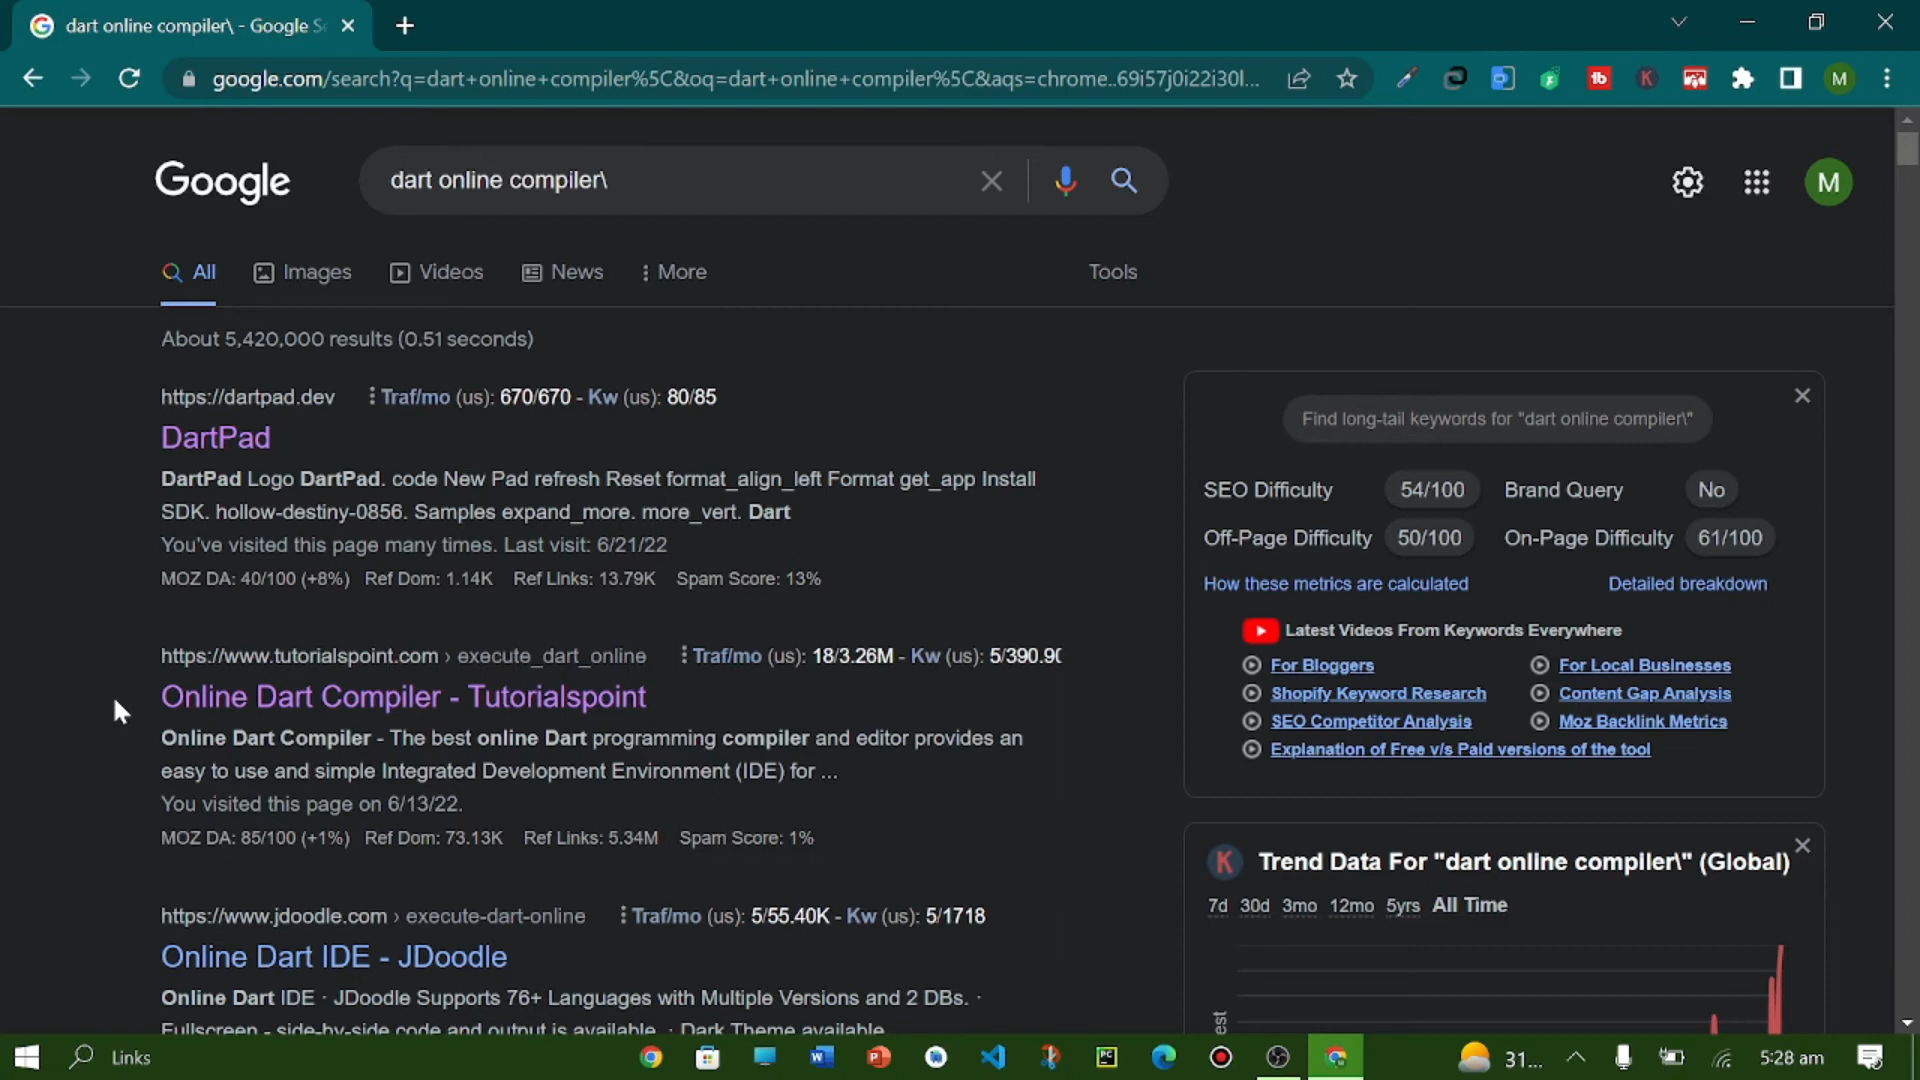 dart online compiler\ - Google Se
google.com/search?q=dart+online+compiler%5C&oq=dart+online+compiler%5C&aqs=chrome..69i57j0i22i30l...
M
Google
dart online compiler\
M
All
Images
Videos
News
More
Tools
About 5,420,000 results (0.51 seconds)
https://dartpad.dev Traf/mo (us): 670/670 - Kw (us): 80/85
DartPad
DartPad Logo DartPad. code New Pad refresh Reset format_align_left Format get_app Install
SDK. hollow-destiny-0856. Samples expand_more. more_vert. Dart
You've visited this page many times. Last visit: 6/21/22
MOZ DA: 40/100 (+8%) Ref Dom: 1.14K Ref Links: 13.79K Spam Score: 13%
https://www.tutorialspoint.com › execute_dart_online Traf/mo (us): 18/3.26M - Kw (us): 5/390.9
Online Dart Compiler - Tutorialspoint
Online Dart Compiler - The best online Dart programming compiler and editor provides an
easy to use and simple Integrated Development Environment (IDE) for ...
You visited this page on 6/13/22.
MOZ DA: 85/100 (+1%) Ref Dom: 73.13K Ref Links: 5.34M Spam Score: 1%
https://www.jdoodle.com › execute-dart-online Traf/mo (us): 5/55.40K - Kw (us): 5/1718
Online Dart IDE - JDoodle
Online Dart IDE · JDoodle Supports 76+ Languages with Multiple Versions and 2 DBs. ·
Fullscreen - side-by-side code and output is available. · Dark Theme available
Find long-tail keywords for "dart online compiler\"
SEO Difficulty 54/100 Brand Query No
Off-Page Difficulty 50/100 On-Page Difficulty 61/100
How these metrics are calculated Detailed breakdown
Latest Videos From Keywords Everywhere
For Bloggers For Local Businesses
Shopify Keyword Research Content Gap Analysis
SEO Competitor Analysis Moz Backlink Metrics
Explanation of Free v/s Paid versions of the tool
K Trend Data For "dart online compiler\" (Global)
7d 30d 3mo 12mo 5yrs All Time
est
Links
31...
5:28 am